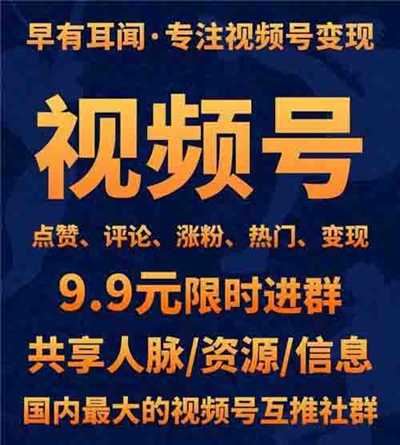 早有耳闻·专注视频号变现
视频号
点赞、评论、涨粉、热门、变现
9.9元限时进群
共享人脉/资源/信息
国内最大的视频号互推社群